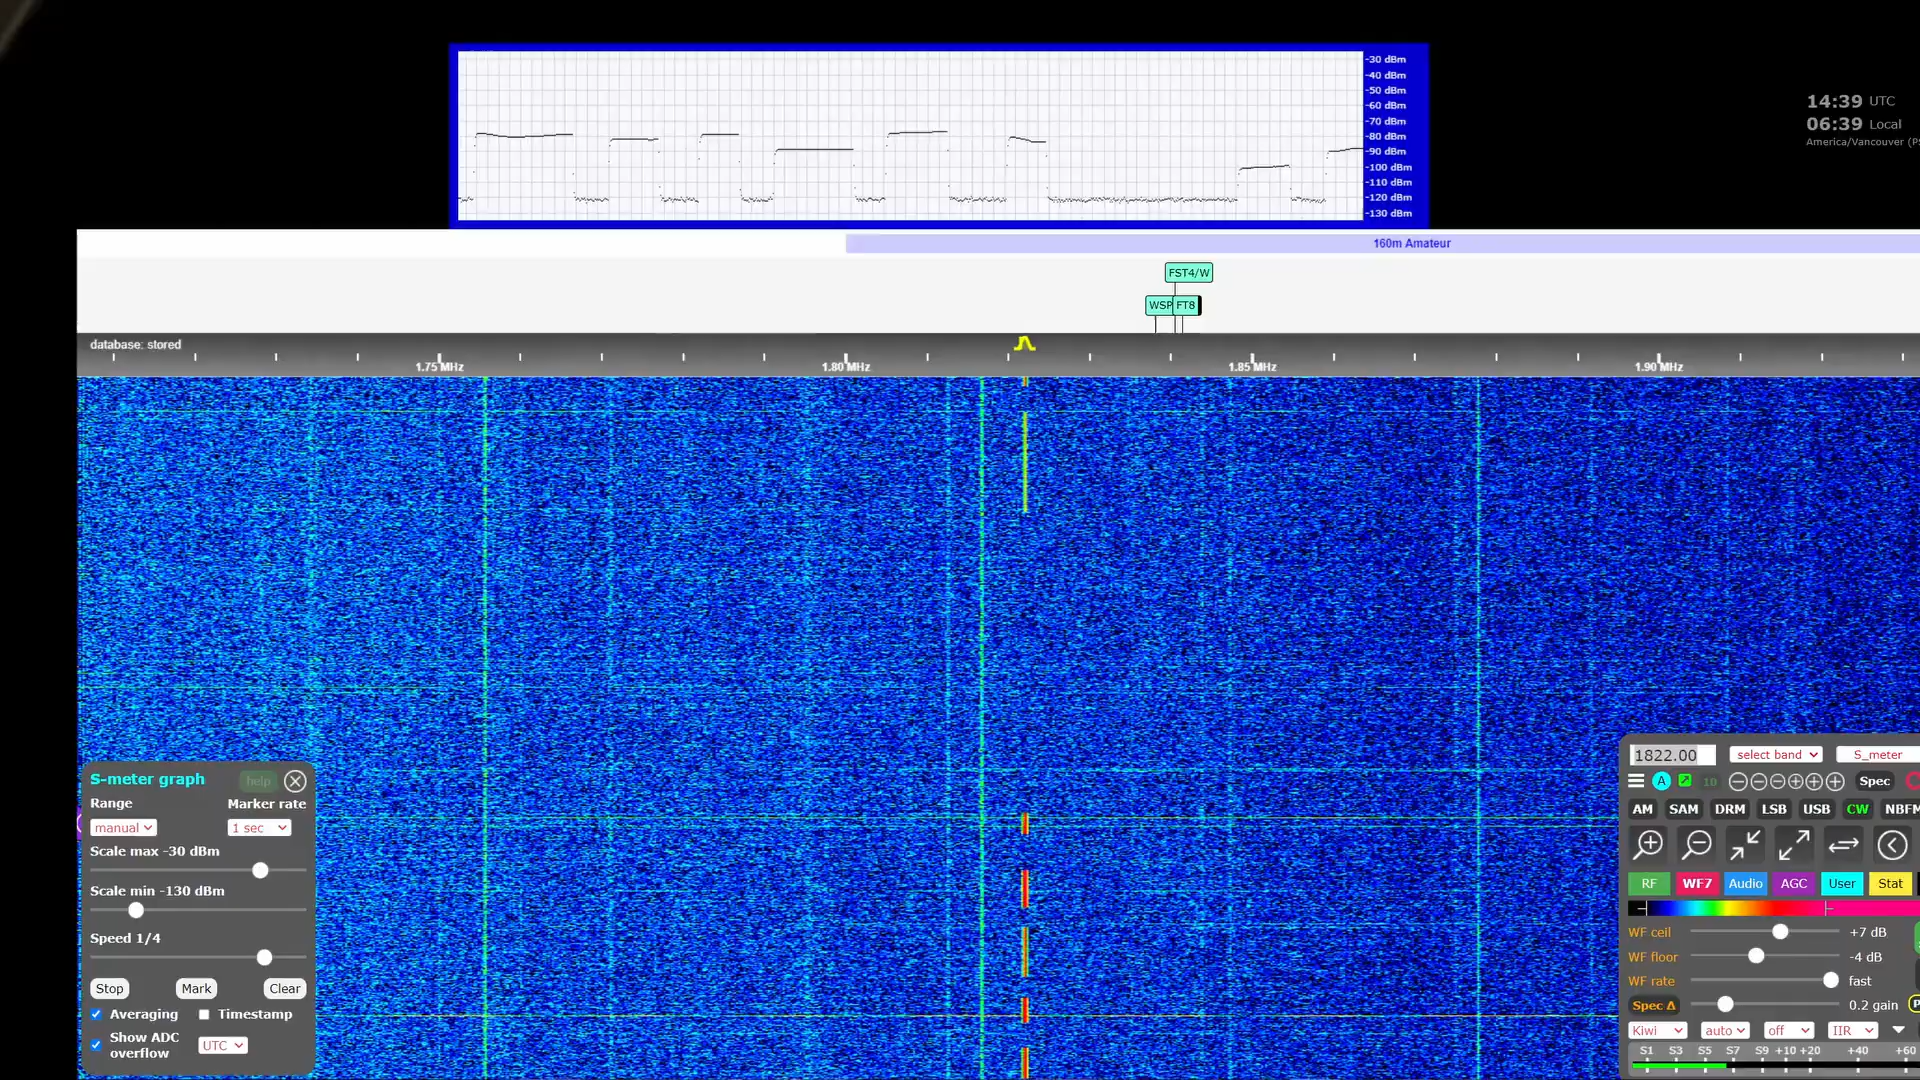 -30 dBm
-40 dBm
-50 dBm
-60 dBm
-70 dBm
-80 dBm
-90 dBm
-100 dBm
-110 dBm
-120 dBm
-130 dBm
14:39 UTC
06:39 Local
America/Vancouver (P
160m Amateur
FST4/W
WSP FT8
database: stored
1.75 MHz 1.80 MHz 1.85 MHz 1.90 MHz
S-meter graph help
Range Marker rate
manual 1 sec
Scale max -30 dBm
Scale min -130 dBm
Speed 1/4
Stop Mark Clear
Averaging Timestamp
Show ADC overflow UTC
1822.00 select band S_meter
A 10 Spec
AM SAM DRM LSB USB CW NBFM
RF WF7 Audio AGC User Stat
WF ceil +7 dB
WF floor -4 dB
WF rate fast
Spec Δ 0.2 gain
Kiwi auto off IIR
S1 S3 S5 S7 S9 +10 +20 +40 +60